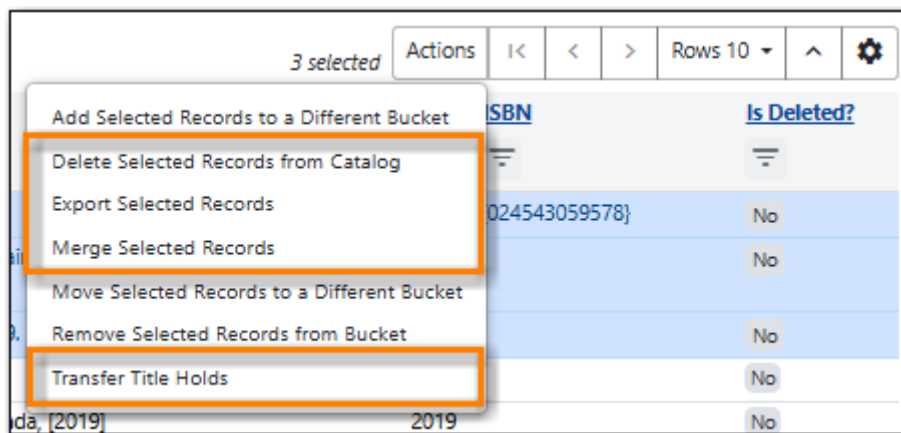 3 selected
Actions
Rows 10
Add Selected Records to a Different Bucket
ISBN
Is Deleted?
Delete Selected Records from Catalog
Export Selected Records
024543059578}
No
Merge Selected Records
No
Move Selected Records to a Different Bucket
Remove Selected Records from Bucket
No
Transfer Title Holds
No
[2019]
2019
No